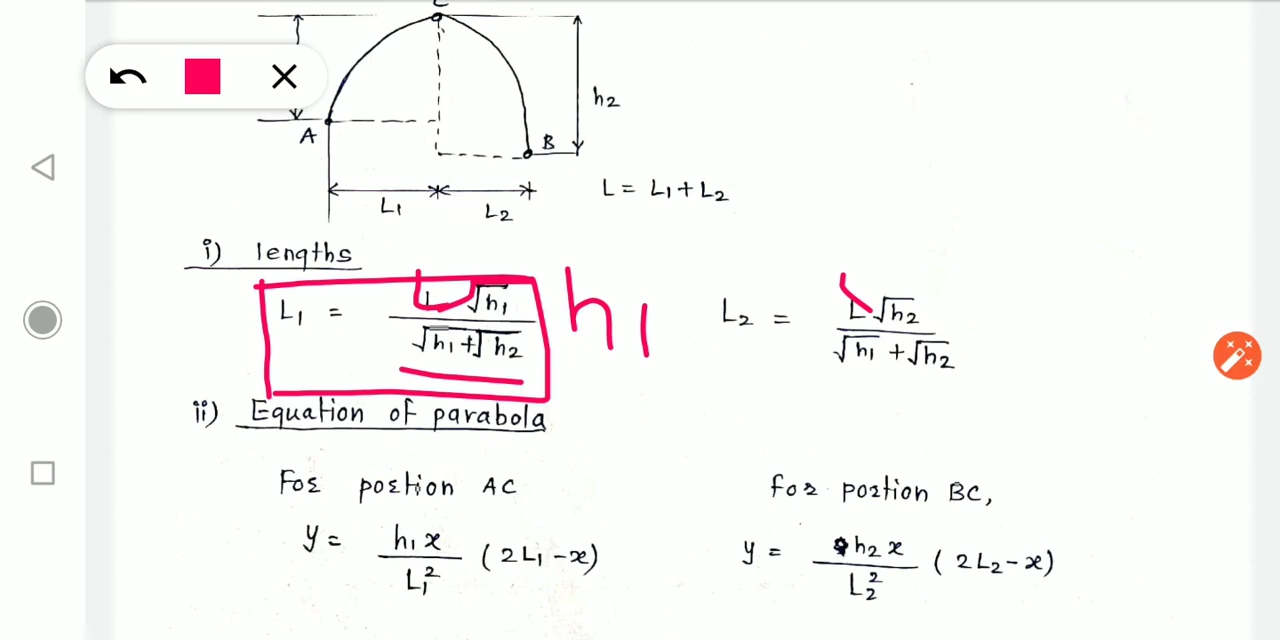 C
h2
A
B
L = L1 + L2
L1
L2
i) lengths
L1 = L √h1 / √h1 + √h2
h1
L2 = L √h2 / √h1 + √h2
ii) Equation of parabola
For portion AC
for portion BC,
y = h1x / L1² (2L1 - x)
y = h2 x / L2² (2L2 - x)